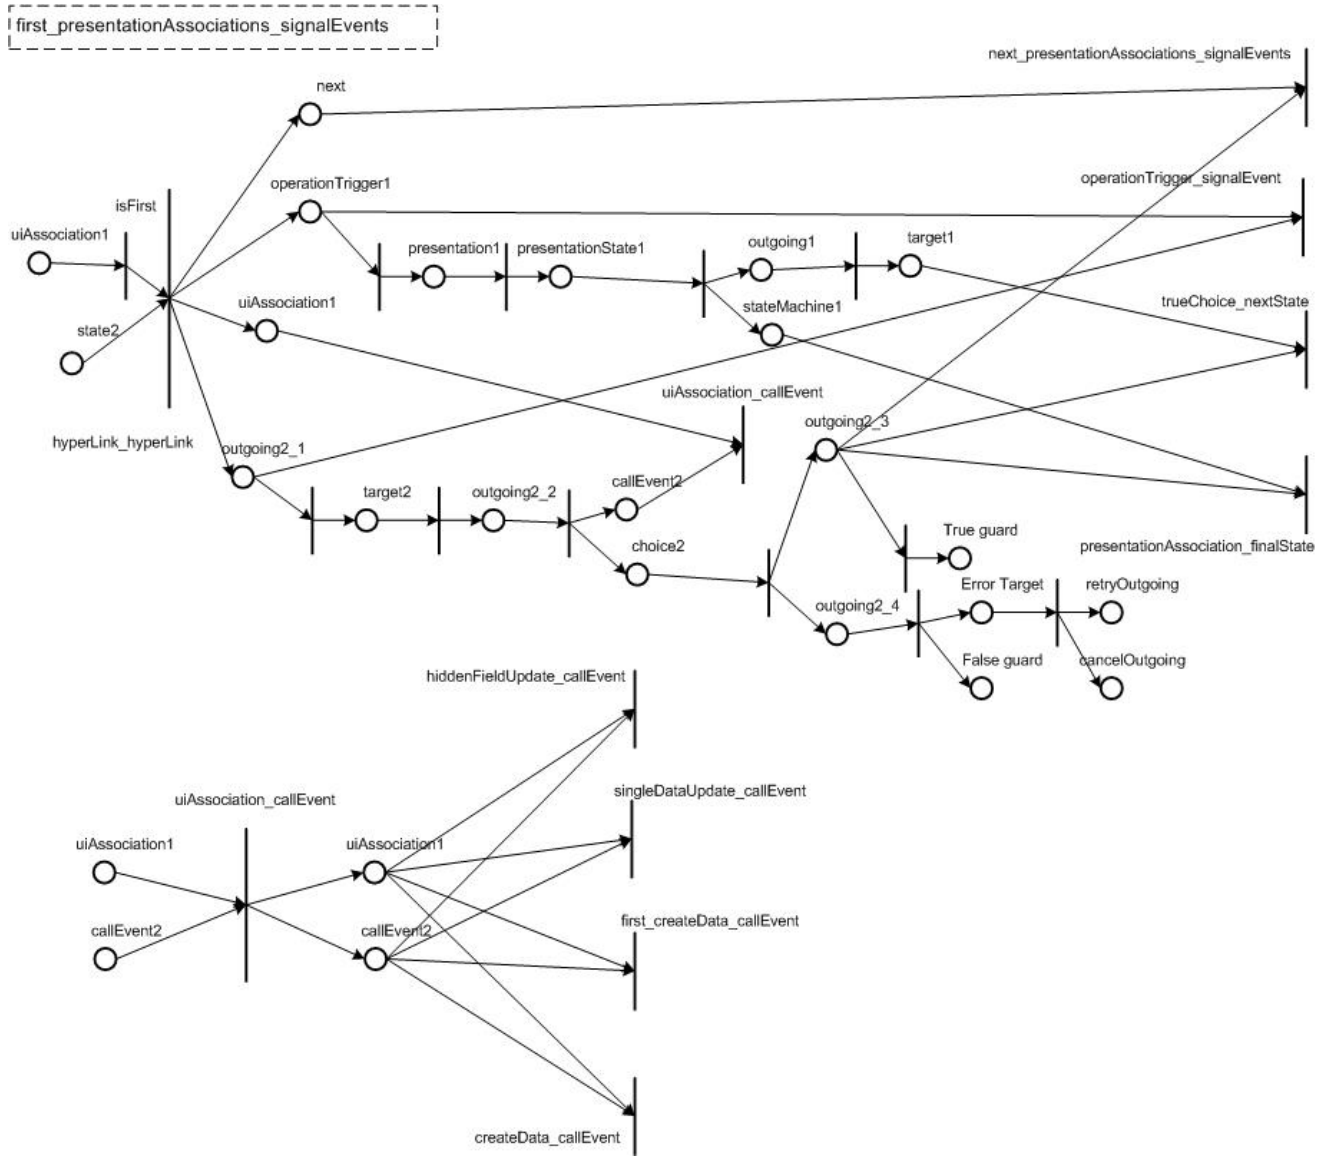 first_presentationAssociations_signalEvents
next_presentationAssociations_signalEvents
next
operationTrigger1
operationTrigger_signalEvent
isFirst
uiAssociation1
presentation1
presentationState1
outgoing1
target1
uiAssociation1
stateMachine1
trueChoice_nextState
state2
uiAssociation_callEvent
outgoing2_3
hyperLink_hyperLink
outgoing2_1
target2
outgoing2_2
callEvent2
True guard
choice2
presentationAssociation_finalState
outgoing2_4
Error Target
retryOutgoing
False guard
cancelOutgoing
hiddenFieldUpdate_callEvent
uiAssociation_callEvent
singleDataUpdate_callEvent
uiAssociation1
uiAssociation1
callEvent2
callEvent2
first_createData_callEvent
createData_callEvent